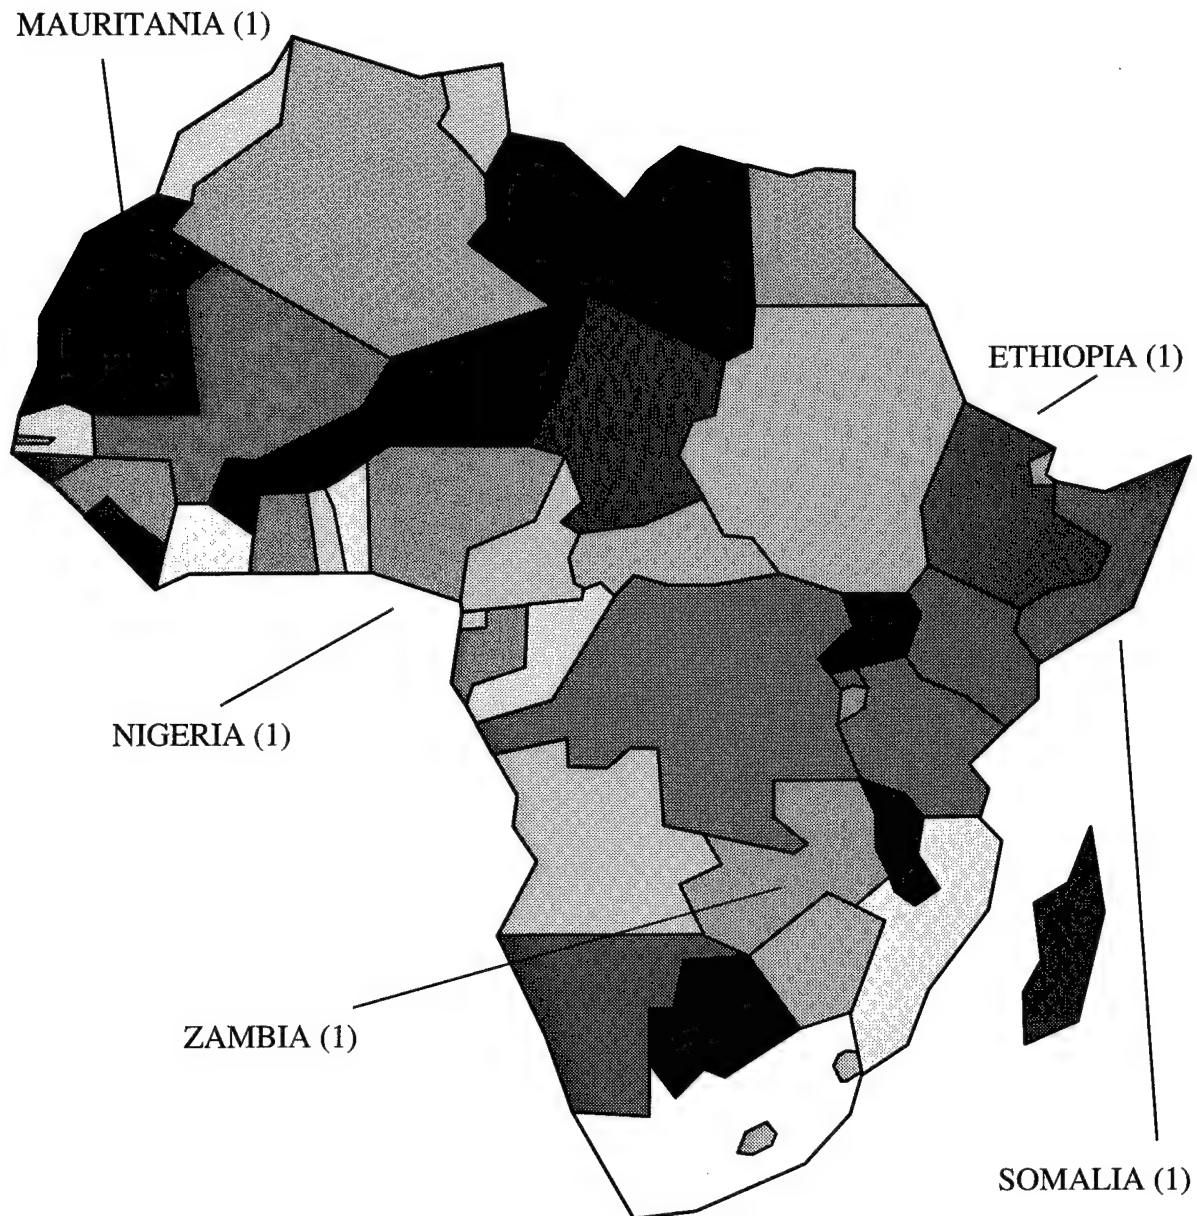 MAURITANIA (1)
ETHIOPIA (1)
NIGERIA (1)
ZAMBIA (1)
SOMALIA (1)